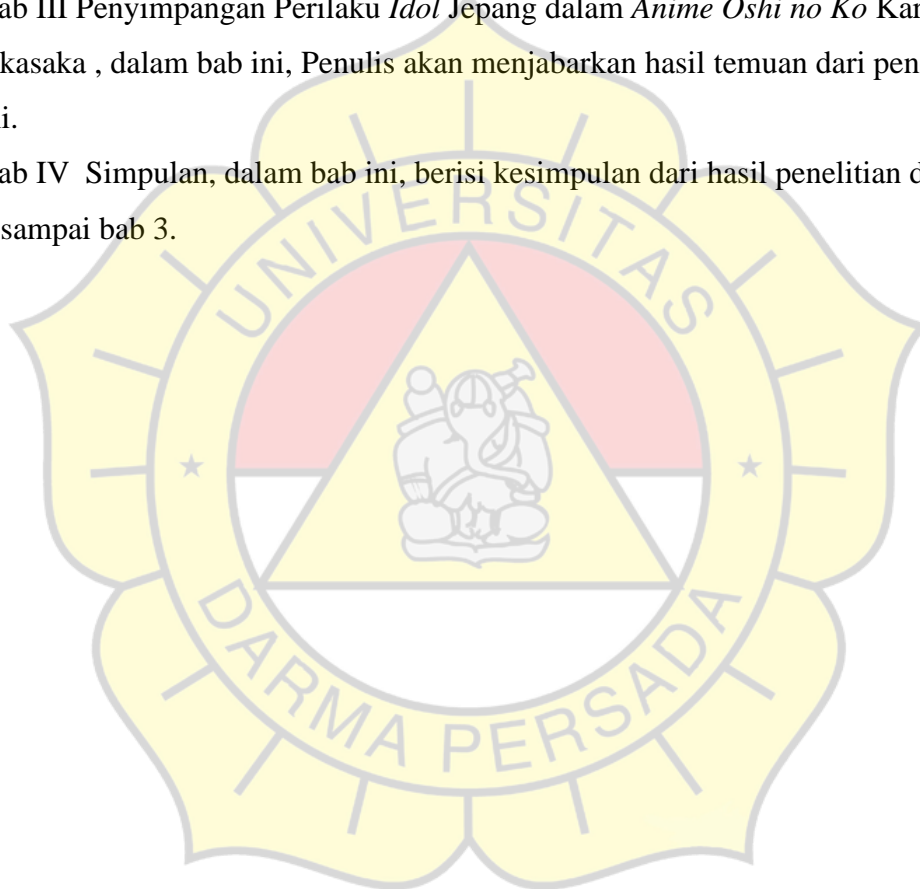 ab III Penyimpangan Perilaku Idol Jepang dalam Anime Oshi no Ko Kar
kasaka , dalam bab ini, Penulis akan menjabarkan hasil temuan dari pen
i.
ab IV Simpulan, dalam bab ini, berisi kesimpulan dari hasil penelitian d
sampai bab 3.
UNIVERSITAS
DARMA PERSADA